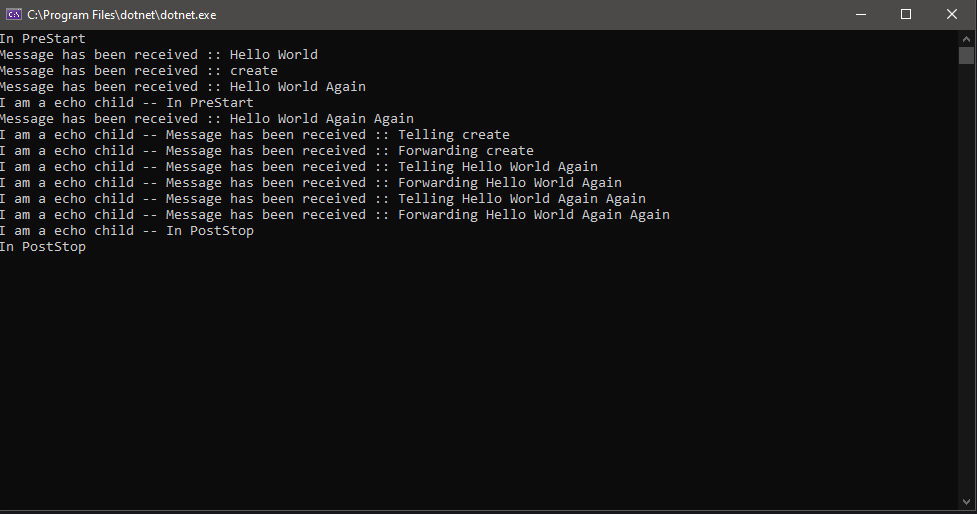 C:\Program Files\dotnet\dotnet.exe
In PreStart
Message has been received :: Hello World
Message has been received :: create
Message has been received :: Hello World Again
I am a echo child -- In PreStart
Message has been received :: Hello World Again Again
I am a echo child -- Message has been received :: Telling create
I am a echo child -- Message has been received :: Forwarding create
I am a echo child -- Message has been received :: Telling Hello World Again
I am a echo child -- Message has been received :: Forwarding Hello World Again
I am a echo child -- Message has been received :: Telling Hello World Again Again
I am a echo child -- Message has been received :: Forwarding Hello World Again Again
I am a echo child -- In PostStop
In PostStop